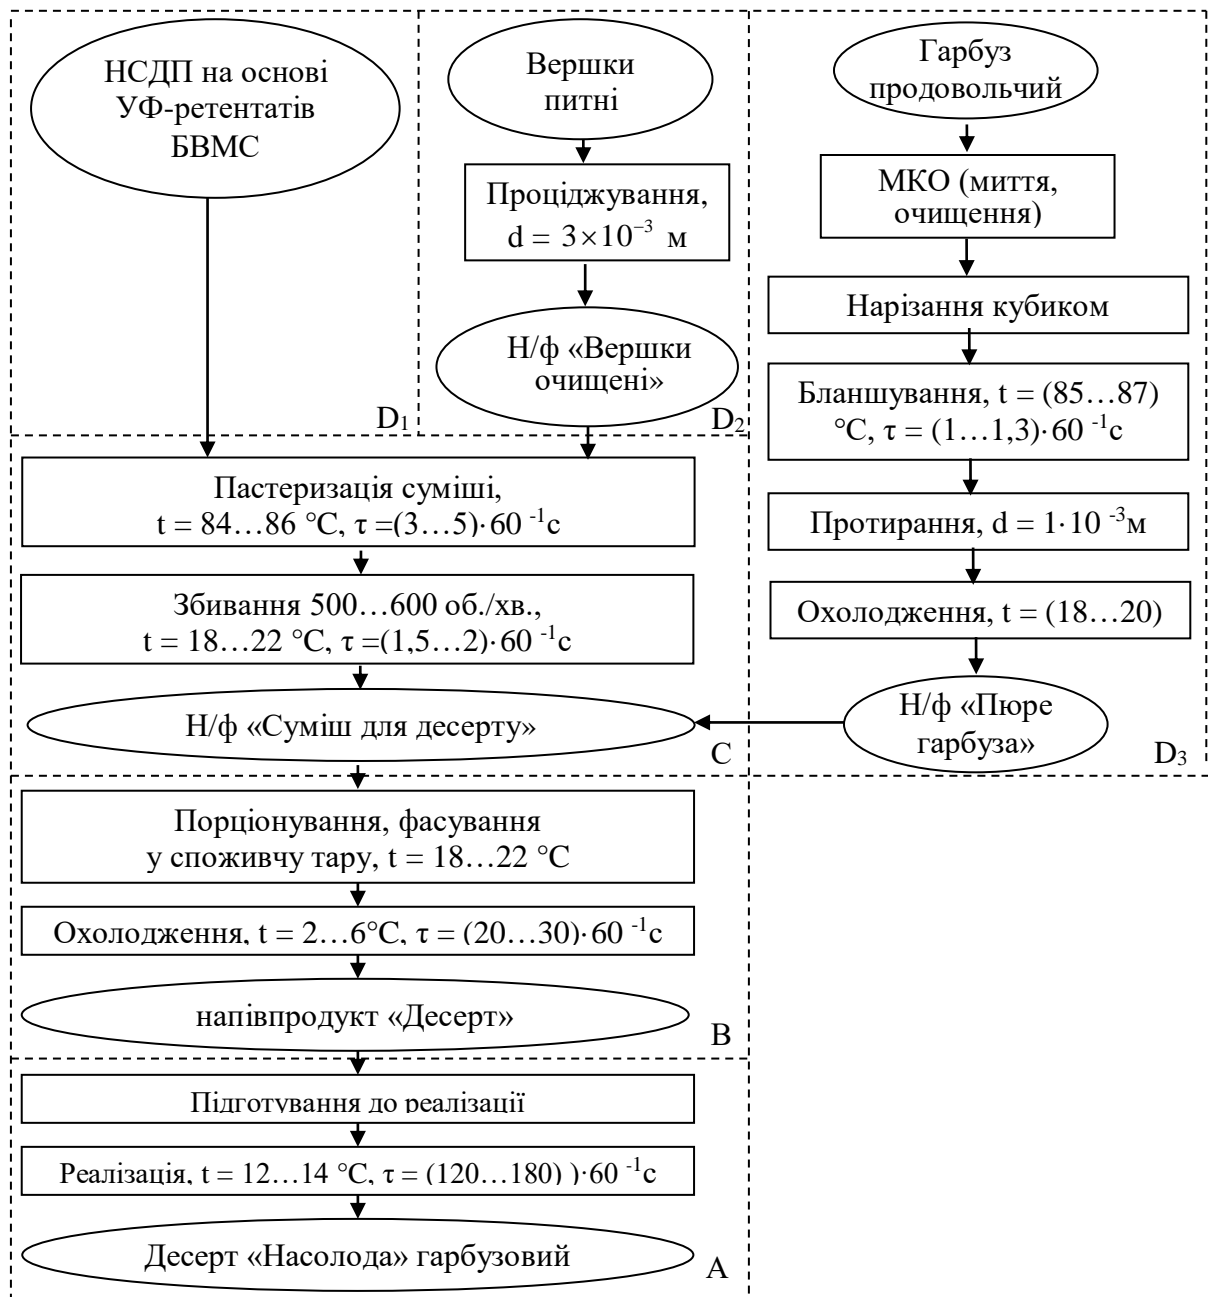 НСДП на основі
УФ-ретентатів
БВМС
D₁
Вершки
питні
Проціджування,
d = 3×10⁻³ м
Н/ф «Вершки
очищені»
D₂
Гарбуз
продовольчий
МКО (миття,
очищення)
Нарізання кубиком
Бланшування, t = (85…87)
°С, τ = (1…1,3)·60 ⁻¹с
Протирання, d = 1·10 ⁻³м
Охолодження, t = (18…20)
Н/ф «Пюре
гарбуза»
D₃
Пастеризація суміші,
t = 84…86 °С, τ =(3…5)·60 ⁻¹с
Збивання 500…600 об./хв.,
t = 18…22 °С, τ =(1,5…2)·60 ⁻¹с
Н/ф «Суміш для десерту»
С
Порціонування, фасування
у споживчу тару, t = 18…22 °С
Охолодження, t = 2…6°С, τ = (20…30)·60 ⁻¹с
напівпродукт «Десерт»
В
Підготування до реалізації
Реалізація, t = 12…14 °С, τ = (120…180) )·60 ⁻¹с
Десерт «Насолода» гарбузовий
А